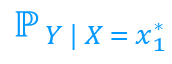 ℙ_{Y | X = x_1^*}